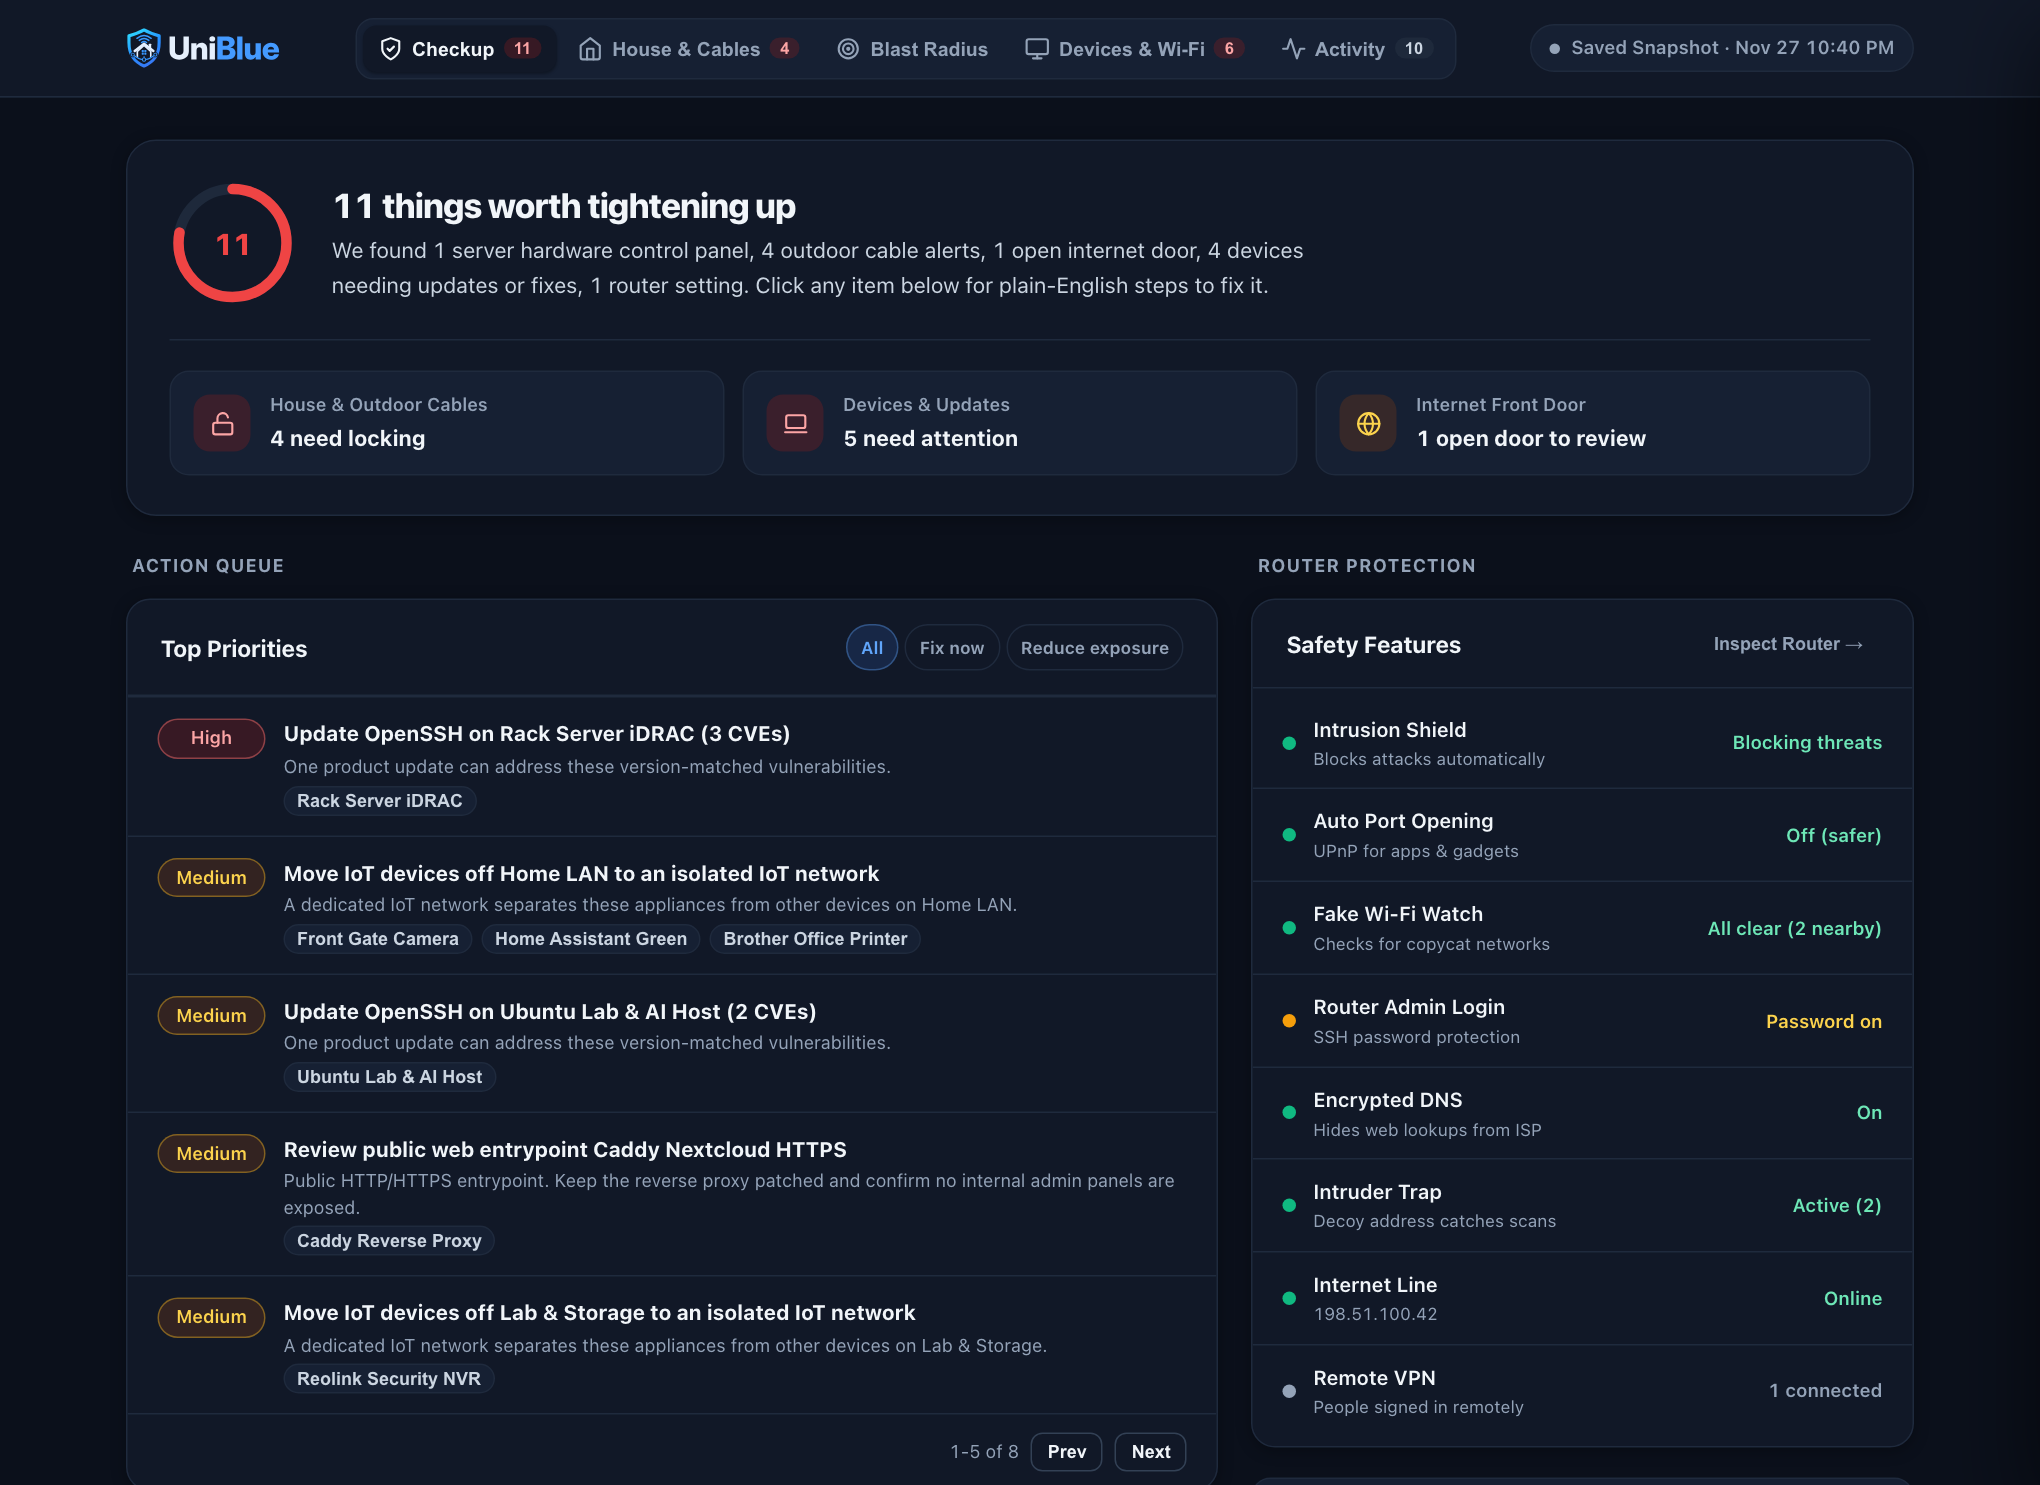 UniBlue
Checkup 11
House & Cables 4
Blast Radius
Devices & Wi-Fi 6
Activity 10
Saved Snapshot · Nov 27 10:40 PM
11
11 things worth tightening up
We found 1 server hardware control panel, 4 outdoor cable alerts, 1 open internet door, 4 devices
needing updates or fixes, 1 router setting. Click any item below for plain-English steps to fix it.
House & Outdoor Cables
4 need locking
Devices & Updates
5 need attention
Internet Front Door
1 open door to review
ACTION QUEUE
Top Priorities
All
Fix now
Reduce exposure
High
Update OpenSSH on Rack Server iDRAC (3 CVEs)
One product update can address these version-matched vulnerabilities.
Rack Server iDRAC
Medium
Move IoT devices off Home LAN to an isolated IoT network
A dedicated IoT network separates these appliances from other devices on Home LAN.
Front Gate Camera
Home Assistant Green
Brother Office Printer
Medium
Update OpenSSH on Ubuntu Lab & AI Host (2 CVEs)
One product update can address these version-matched vulnerabilities.
Ubuntu Lab & AI Host
Medium
Review public web entrypoint Caddy Nextcloud HTTPS
Public HTTP/HTTPS entrypoint. Keep the reverse proxy patched and confirm no internal admin panels are
exposed.
Caddy Reverse Proxy
Medium
Move IoT devices off Lab & Storage to an isolated IoT network
A dedicated IoT network separates these appliances from other devices on Lab & Storage.
Reolink Security NVR
1-5 of 8
Prev
Next
ROUTER PROTECTION
Safety Features
Inspect Router →
Intrusion Shield
Blocks attacks automatically
Blocking threats
Auto Port Opening
UPnP for apps & gadgets
Off (safer)
Fake Wi-Fi Watch
Checks for copycat networks
All clear (2 nearby)
Router Admin Login
SSH password protection
Password on
Encrypted DNS
Hides web lookups from ISP
On
Intruder Trap
Decoy address catches scans
Active (2)
Internet Line
198.51.100.42
Online
Remote VPN
People signed in remotely
1 connected